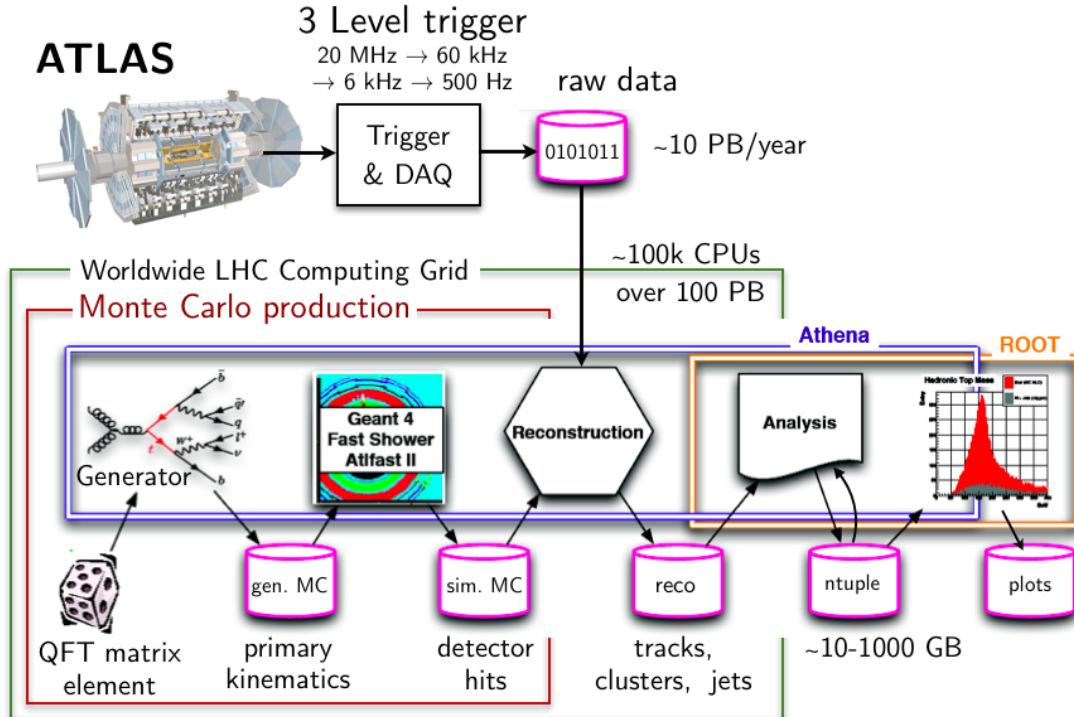 ATLAS
3 Level trigger
20 MHz → 60 kHz
→ 6 kHz → 500 Hz
Trigger
& DAQ
raw data
0101011
~10 PB/year
~100k CPUs
over 100 PB
Worldwide LHC Computing Grid
Monte Carlo production
Athena
ROOT
b̄
q̄'
q
l⁺
ν
W⁺
t
b
Generator
Geant 4
Fast Shower
Atlfast II
Reconstruction
Analysis
Hadronic Top Mass
gen. MC
sim. MC
reco
ntuple
plots
QFT matrix
element
primary
kinematics
detector
hits
tracks,
clusters, jets
~10-1000 GB